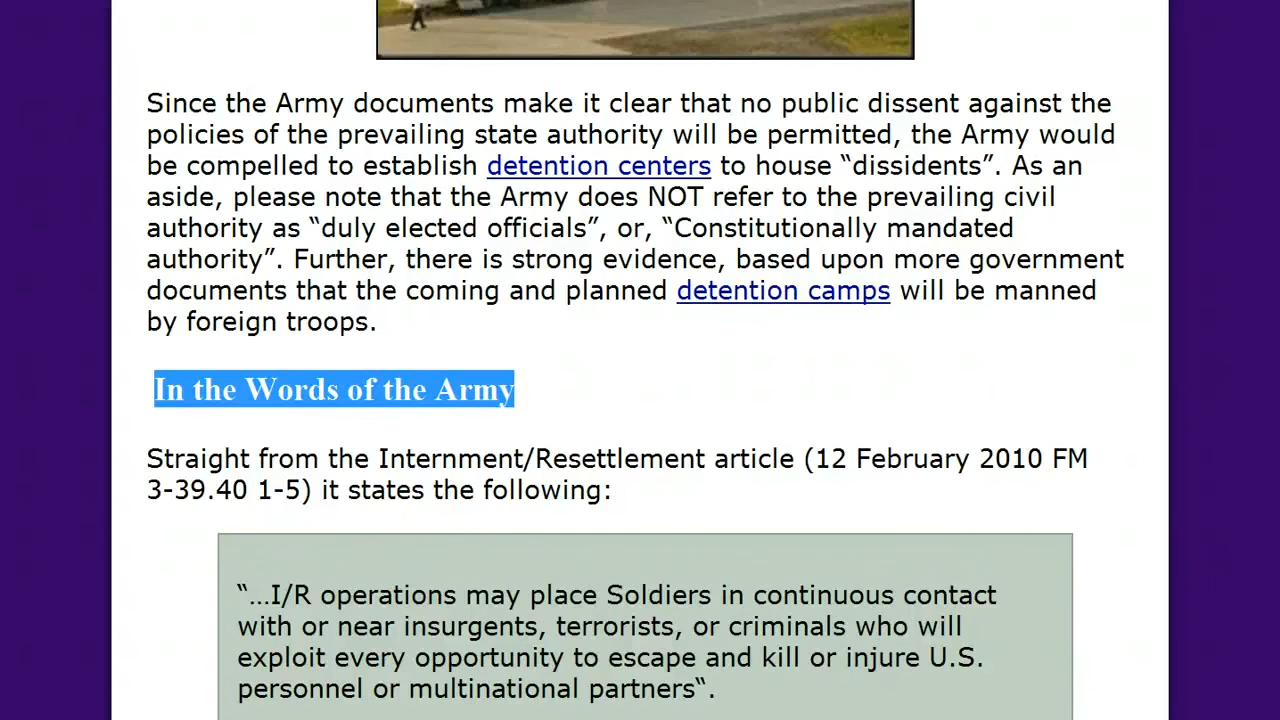 Since the Army documents make it clear that no public dissent against the
policies of the prevailing state authority will be permitted, the Army would
be compelled to establish detention centers to house “dissidents”. As an
aside, please note that the Army does NOT refer to the prevailing civil
authority as “duly elected officials”, or, “Constitutionally mandated
authority”. Further, there is strong evidence, based upon more government
documents that the coming and planned detention camps will be manned
by foreign troops.
In the Words of the Army
Straight from the Internment/Resettlement article (12 February 2010 FM
3-39.40 1-5) it states the following:
“…I/R operations may place Soldiers in continuous contact
with or near insurgents, terrorists, or criminals who will
exploit every opportunity to escape and kill or injure U.S.
personnel or multinational partners“.